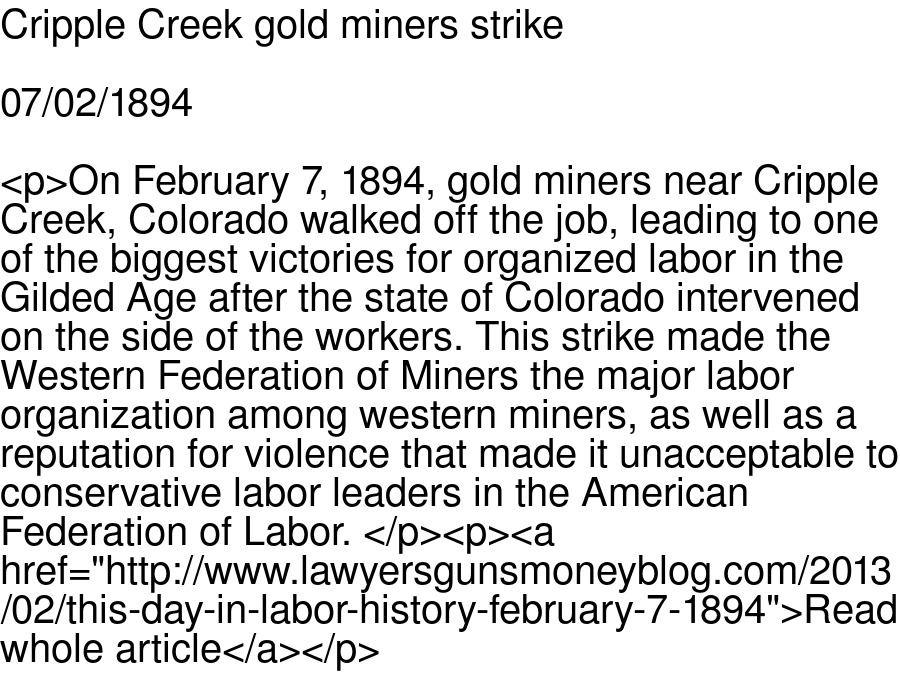 Cripple Creek gold miners strike
07/02/1894
<p>On February 7, 1894, gold miners near Cripple
Creek, Colorado walked off the job, leading to one
of the biggest victories for organized labor in the
Gilded Age after the state of Colorado intervened
on the side of the workers. This strike made the
Western Federation of Miners the major labor
organization among western miners, as well as a
reputation for violence that made it unacceptable to
conservative labor leaders in the American
Federation of Labor. </p><p><a
href="http://www.lawyersgunsmoneyblog.com/2013
/02/this-day-in-labor-history-february-7-1894">Read
whole article</a></p>